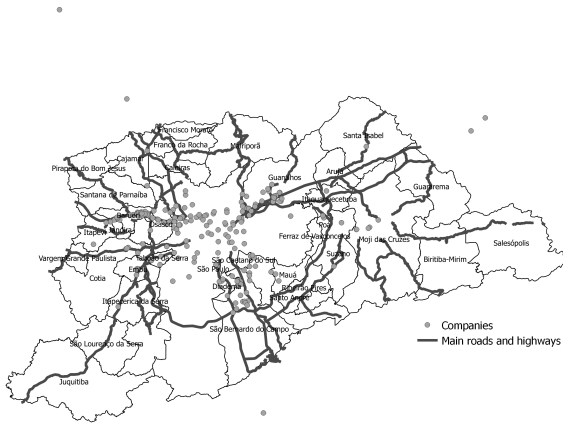 Francisco Morato
Santa Isabel
Franca da Rocha
Mairiporã
Cajamar
Pirapora do Bom Jesus
Caieiras
Arujá
Guarulhos
Guararema
Santana de Parnaíba
Itaquaquecetuba
Barueri
Osasco
Poá
Jandira
Itapevi
Ferraz de Vasconcelos
Moji das Cruzes
Salesópolis
Suzano
Vargem Grande Paulista
Taboão da Serra
São Caetano do Sul
Biritiba-Mirim
Embu
São Paulo
Mauá
Cotia
Diadema
Ribeirão Pires
Santo André
Itapecerica da Serra
São Bernardo do Campo
São Lourenço da Serra
Juquitiba
Companies
Main roads and highways